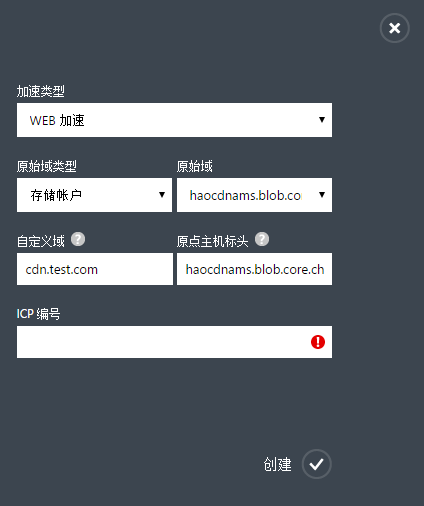 加速类型
WEB 加速
原始域类型 原始域
存储帐户 haocdnams.blob.co
自定义域 ? 原点主机标头 ?
cdn.test.com haocdnams.blob.core.ch
ICP 编号
创建